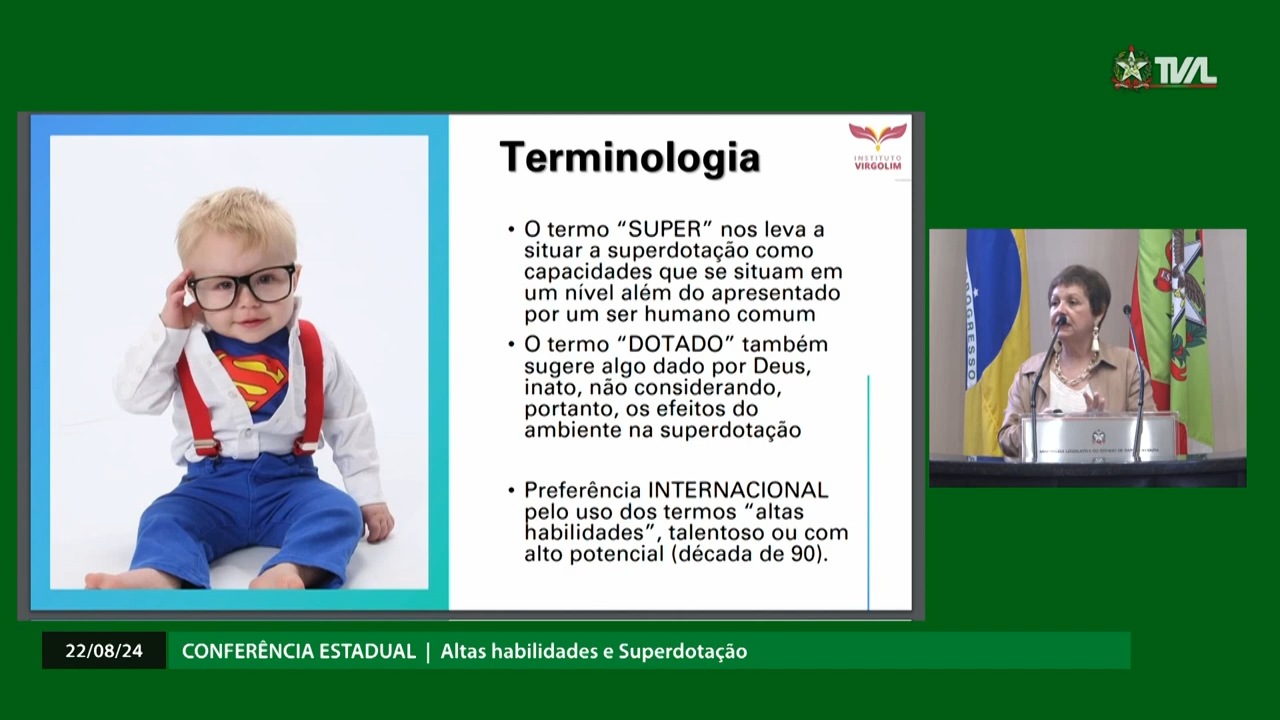 TVAL
Terminologia
INSTITUTO
VIRGOLIM
• O termo “SUPER” nos leva a
situar a superdotação como
capacidades que se situam em
um nível além do apresentado
por um ser humano comum
• O termo “DOTADO” também
sugere algo dado por Deus,
inato, não considerando,
portanto, os efeitos do
ambiente na superdotação
• Preferência INTERNACIONAL
pelo uso dos termos “altas
habilidades”, talentoso ou com
alto potencial (década de 90).
PROGRESSO
22/08/24
CONFERÊNCIA ESTADUAL | Altas habilidades e Superdotação